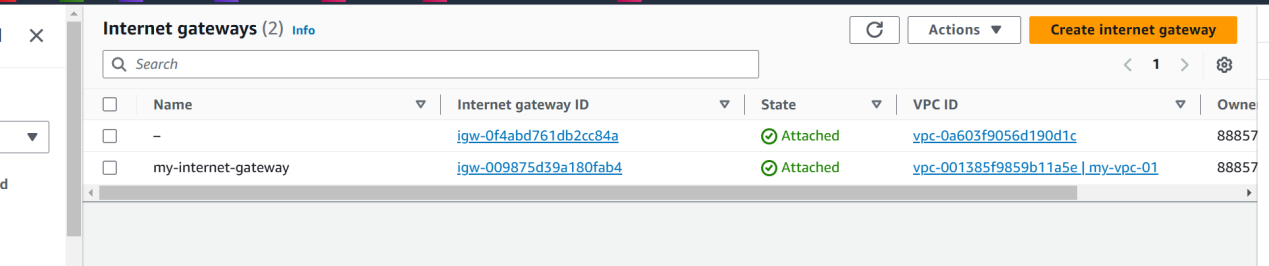 Internet gateways (2) Info
Actions
Create internet gateway
Search
1
Name Internet gateway ID State VPC ID Owne
– igw-0f4abd761db2cc84a Attached vpc-0a603f9056d190d1c 88857
my-internet-gateway igw-009875d39a180fab4 Attached vpc-001385f9859b11a5e | my-vpc-01 88857
d